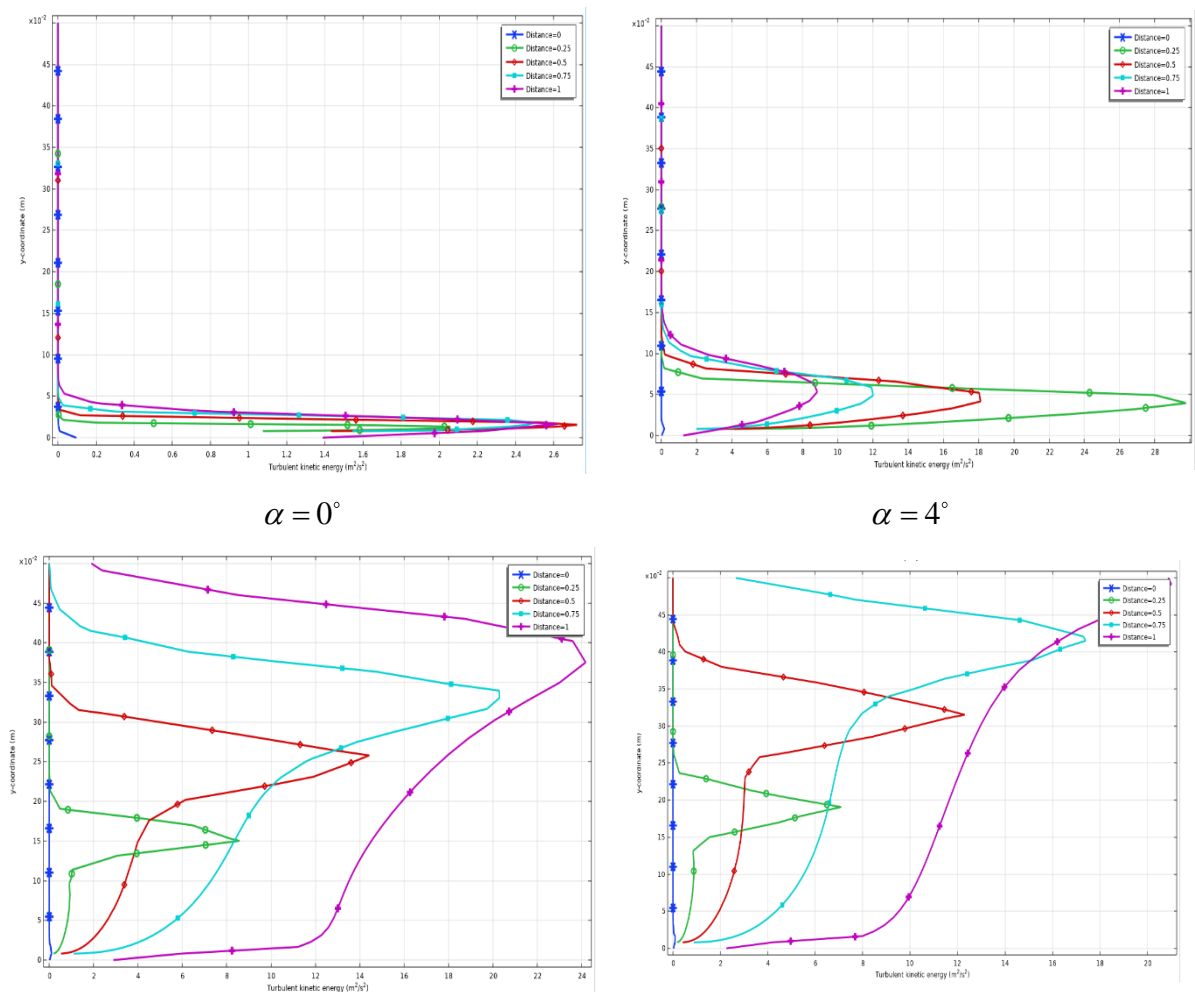 ×10⁻²
Distance=0
Distance=0.25
Distance=0.5
Distance=0.75
Distance=1
45
40
35
30
25
20
15
10
5
0
y-coordinate (m)
0 0.2 0.4 0.6 0.8 1 1.2 1.4 1.6 1.8 2 2.2 2.4 2.6
Turbulent kinetic energy (m²/s²)
α = 0°
×10⁻²
Distance=0
Distance=0.25
Distance=0.5
Distance=0.75
Distance=1
45
40
35
30
25
20
15
10
5
0
y-coordinate (m)
0 2 4 6 8 10 12 14 16 18 20 22 24 26 28
Turbulent kinetic energy (m²/s²)
α = 4°
×10⁻²
Distance=0
Distance=0.25
Distance=0.5
Distance=0.75
Distance=1
45
40
35
30
25
20
15
10
5
0
y-coordinate (m)
0 2 4 6 8 10 12 14 16 18 20 22 24
Turbulent kinetic energy (m²/s²)
×10⁻²
Distance=0
Distance=0.25
Distance=0.5
Distance=0.75
Distance=1
45
40
35
30
25
20
15
10
5
0
y-coordinate (m)
0 2 4 6 8 10 12 14 16 18 20
Turbulent kinetic energy (m²/s²)